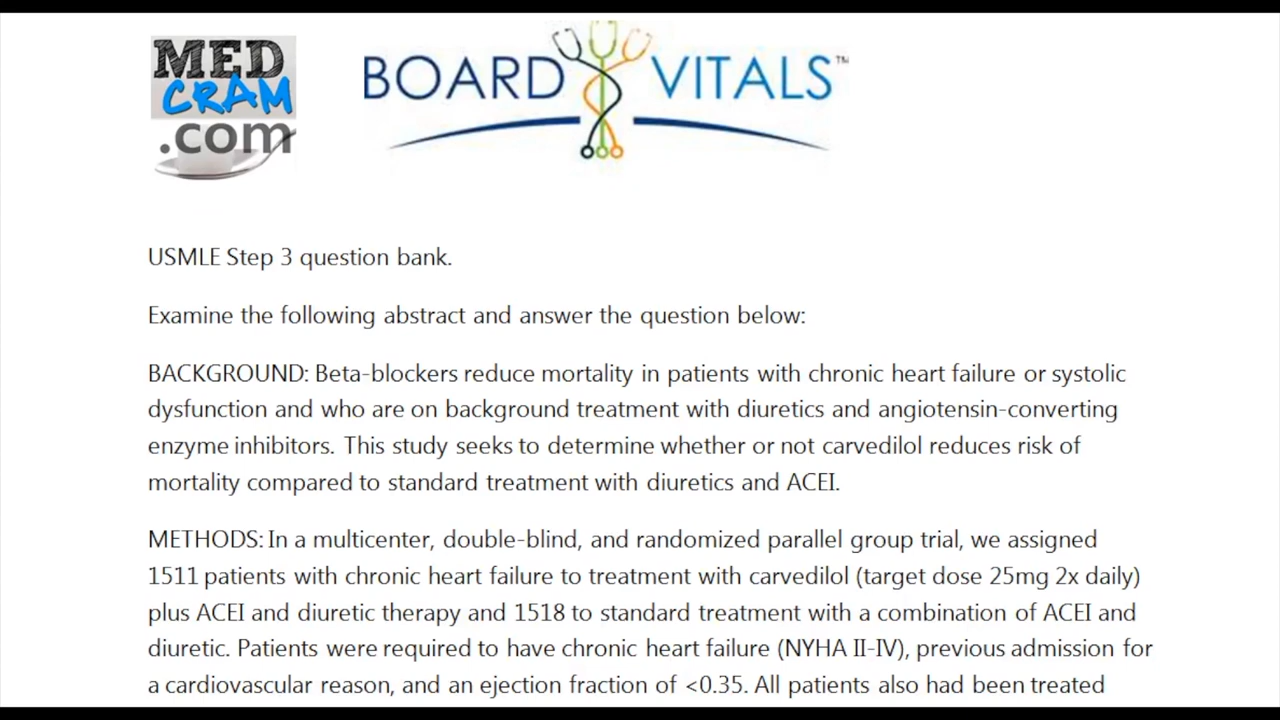 MED
CRAM
.com
BOARD VITALS™
USMLE Step 3 question bank.
Examine the following abstract and answer the question below:
BACKGROUND: Beta-blockers reduce mortality in patients with chronic heart failure or systolic
dysfunction and who are on background treatment with diuretics and angiotensin-converting
enzyme inhibitors. This study seeks to determine whether or not carvedilol reduces risk of
mortality compared to standard treatment with diuretics and ACEI.
METHODS: In a multicenter, double-blind, and randomized parallel group trial, we assigned
1511 patients with chronic heart failure to treatment with carvedilol (target dose 25mg 2x daily)
plus ACEI and diuretic therapy and 1518 to standard treatment with a combination of ACEI and
diuretic. Patients were required to have chronic heart failure (NYHA II-IV), previous admission for
a cardiovascular reason, and an ejection fraction of <0.35. All patients also had been treated